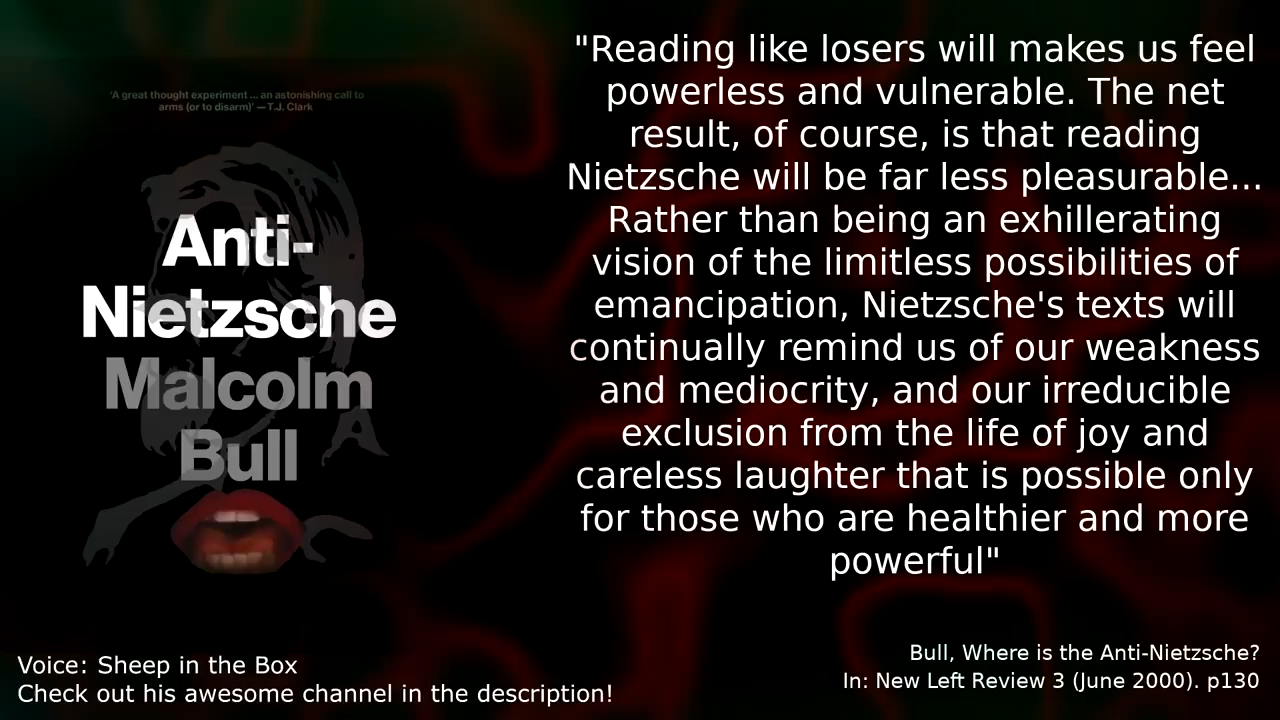 'A great thought experiment ... an astonishing call to
arms (or to disarm)' — T.J. Clark
Anti-
Nietzsche
Malcolm
Bull
"Reading like losers will makes us feel
powerless and vulnerable. The net
result, of course, is that reading
Nietzsche will be far less pleasurable...
Rather than being an exhillerating
vision of the limitless possibilities of
emancipation, Nietzsche's texts will
continually remind us of our weakness
and mediocrity, and our irreducible
exclusion from the life of joy and
careless laughter that is possible only
for those who are healthier and more
powerful"
Voice: Sheep in the Box
Check out his awesome channel in the description!
Bull, Where is the Anti-Nietzsche?
In: New Left Review 3 (June 2000). p130